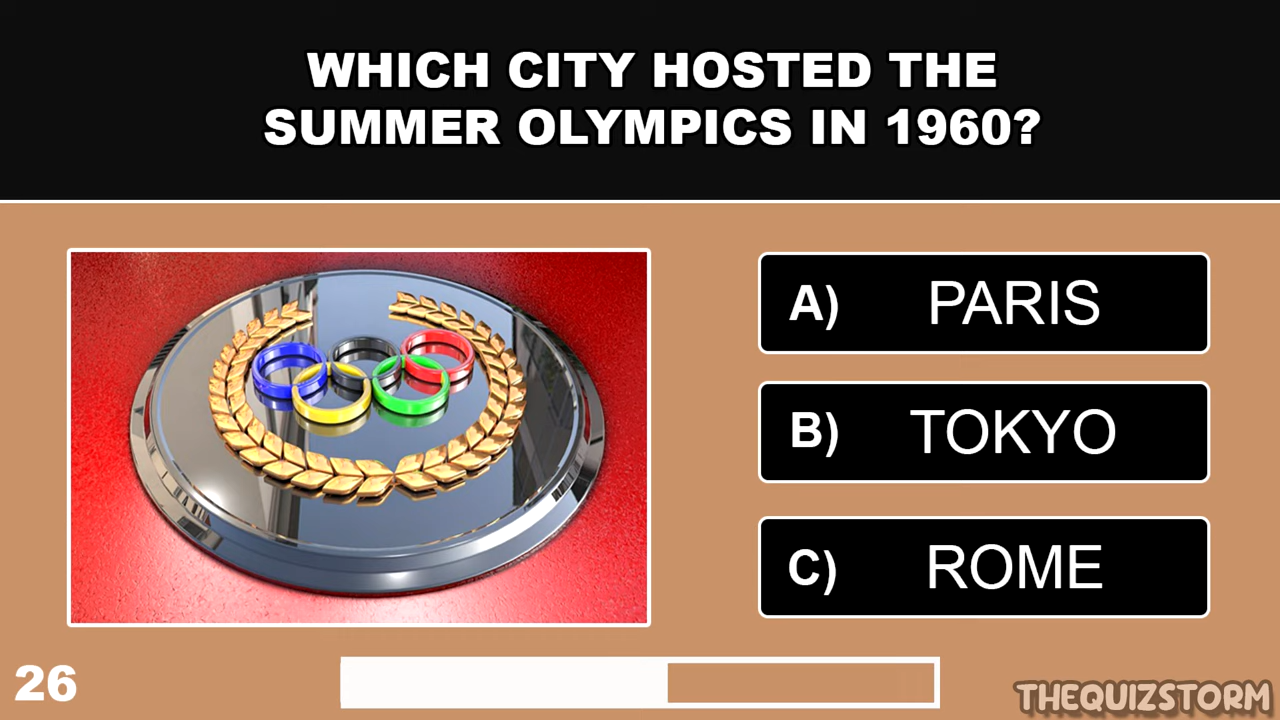 WHICH CITY HOSTED THE
SUMMER OLYMPICS IN 1960?
A) PARIS
B) TOKYO
C) ROME
26
THEQUIZSTORM